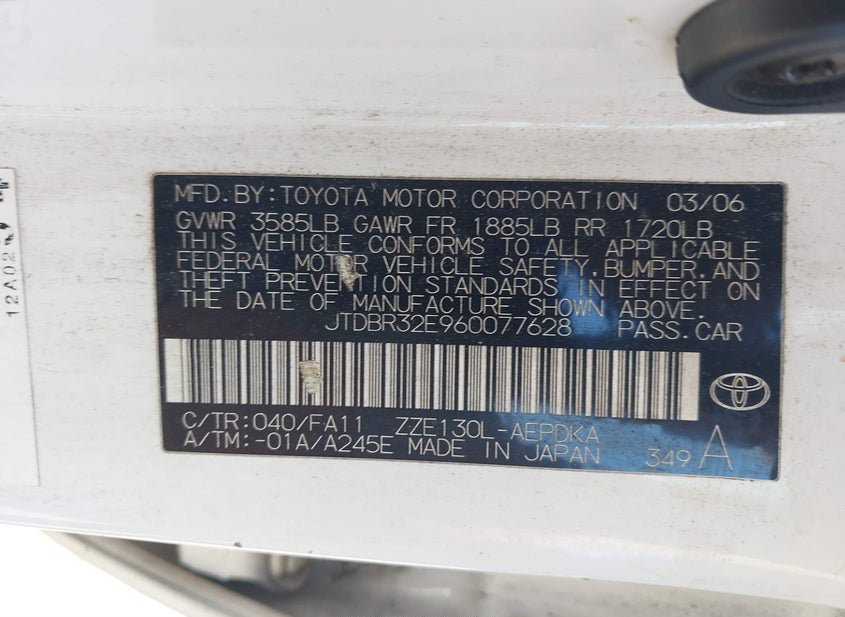 MFD.BY:TOYOTA MOTOR CORPORATION 03/06
GVWR 3585LB GAWR FR 1885LB RR 1720LB
THIS VEHICLE CONFORMS TO ALL APPLICABLE
FEDERAL MOTOR VEHICLE SAFETY,BUMPER,AND
THEFT PREVENTION STANDARDS IN EFFECT ON
THE DATE OF MANUFACTURE SHOWN ABOVE.
JTDBR32E960077628 PASS.CAR
C/TR:040/FA11 ZZE130L-AEPDKA
A/TM:-01A/A245E MADE IN JAPAN 349 A
12A02